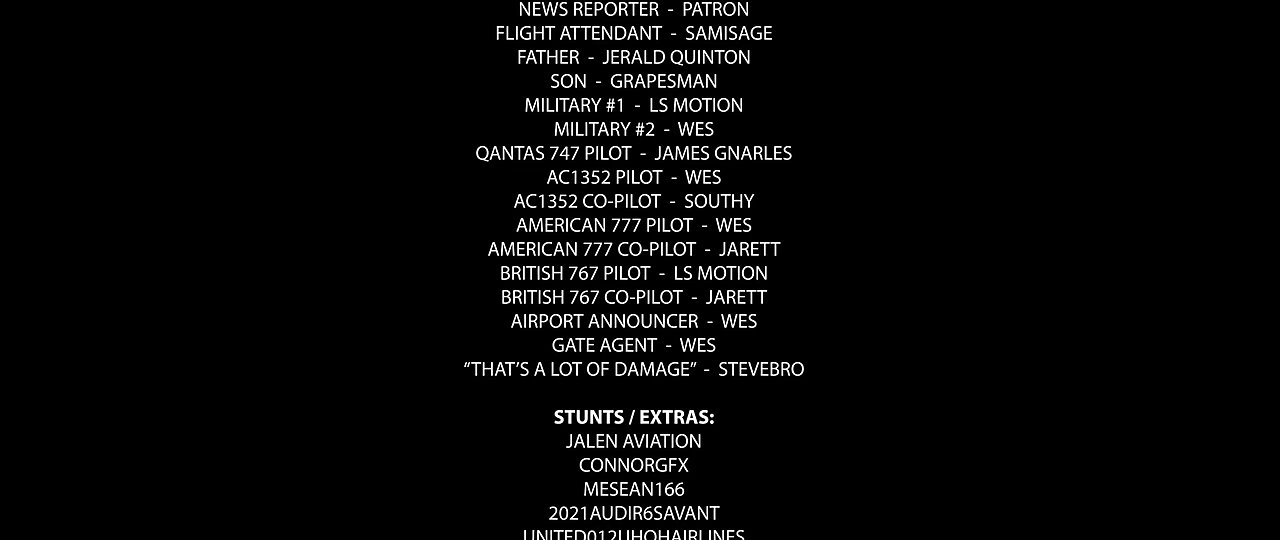 NEWS REPORTER - PATRON
FLIGHT ATTENDANT - SAMISAGE
FATHER - JERALD QUINTON
SON - GRAPESMAN
MILITARY #1 - LS MOTION
MILITARY #2 - WES
QANTAS 747 PILOT - JAMES GNARLES
AC1352 PILOT - WES
AC1352 CO-PILOT - SOUTHY
AMERICAN 777 PILOT - WES
AMERICAN 777 CO-PILOT - JARETT
BRITISH 767 PILOT - LS MOTION
BRITISH 767 CO-PILOT - JARETT
AIRPORT ANNOUNCER - WES
GATE AGENT - WES
“THAT’S A LOT OF DAMAGE” - STEVEBRO
STUNTS / EXTRAS:
JALEN AVIATION
CONNORGFX
MESEAN166
2021AUDIR6SAVANT